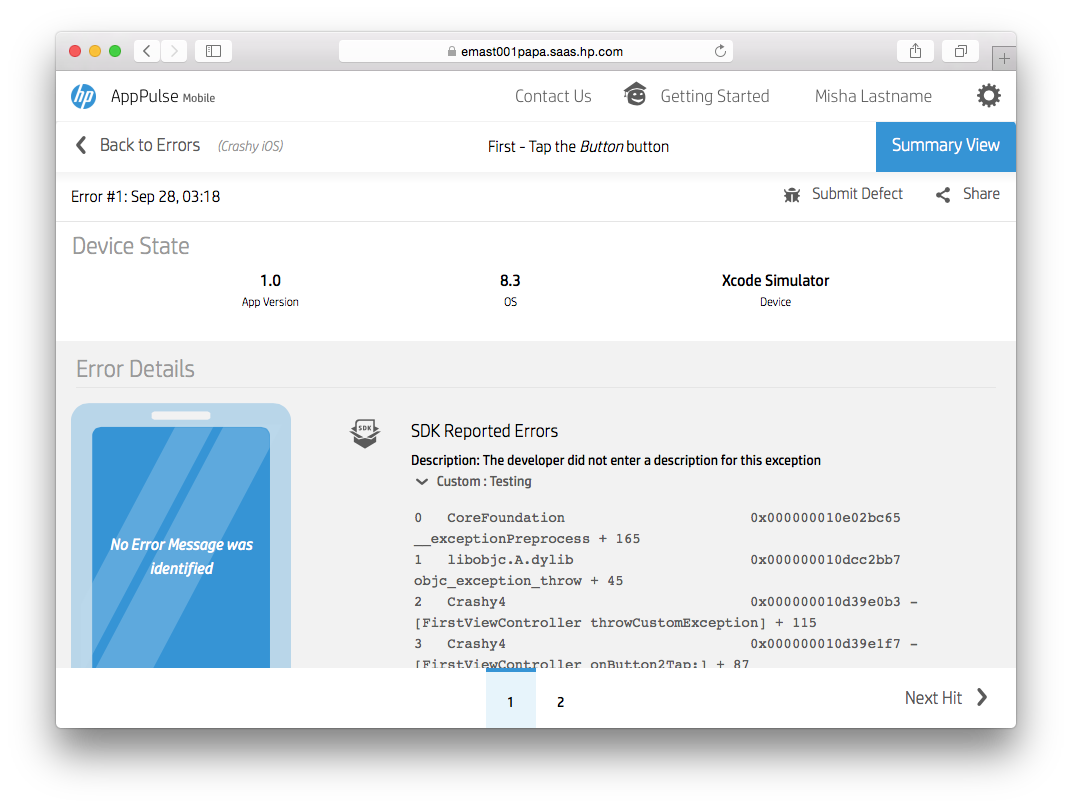 emast001papa.saas.hp.com
hp AppPulse Mobile Contact Us Getting Started Misha Lastname
Back to Errors (Crashy iOS) First - Tap the Button button Summary View
Error #1: Sep 28, 03:18 Submit Defect Share
Device State
1.0 8.3 Xcode Simulator
App Version OS Device
Error Details
SDK
SDK Reported Errors
Description: The developer did not enter a description for this exception
Custom : Testing
No Error Message was
identified
0 CoreFoundation 0x000000010e02bc65
__exceptionPreprocess + 165
1 libobjc.A.dylib 0x000000010dcc2bb7
objc_exception_throw + 45
2 Crashy4 0x000000010d39e0b3 -
[FirstViewController throwCustomException] + 115
3 Crashy4 0x000000010d39e1f7 -
[FirstViewController onButton2Tap:] + 87
1 2 Next Hit